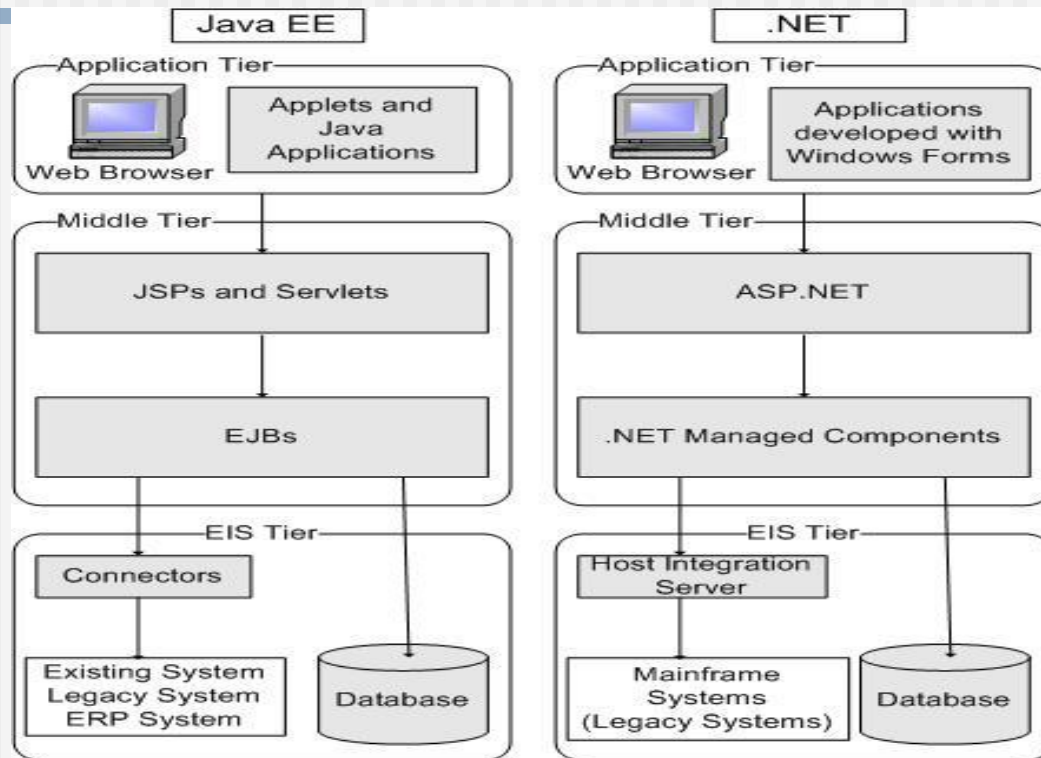 Java EE
Application Tier
Applets and
Java
Applications
Web Browser
Middle Tier
JSPs and Servlets
EJBs
EIS Tier
Connectors
Existing System
Legacy System
ERP System
Database
.NET
Application Tier
Applications
developed with
Windows Forms
Web Browser
Middle Tier
ASP.NET
.NET Managed Components
EIS Tier
Host Integration
Server
Mainframe
Systems
(Legacy Systems)
Database